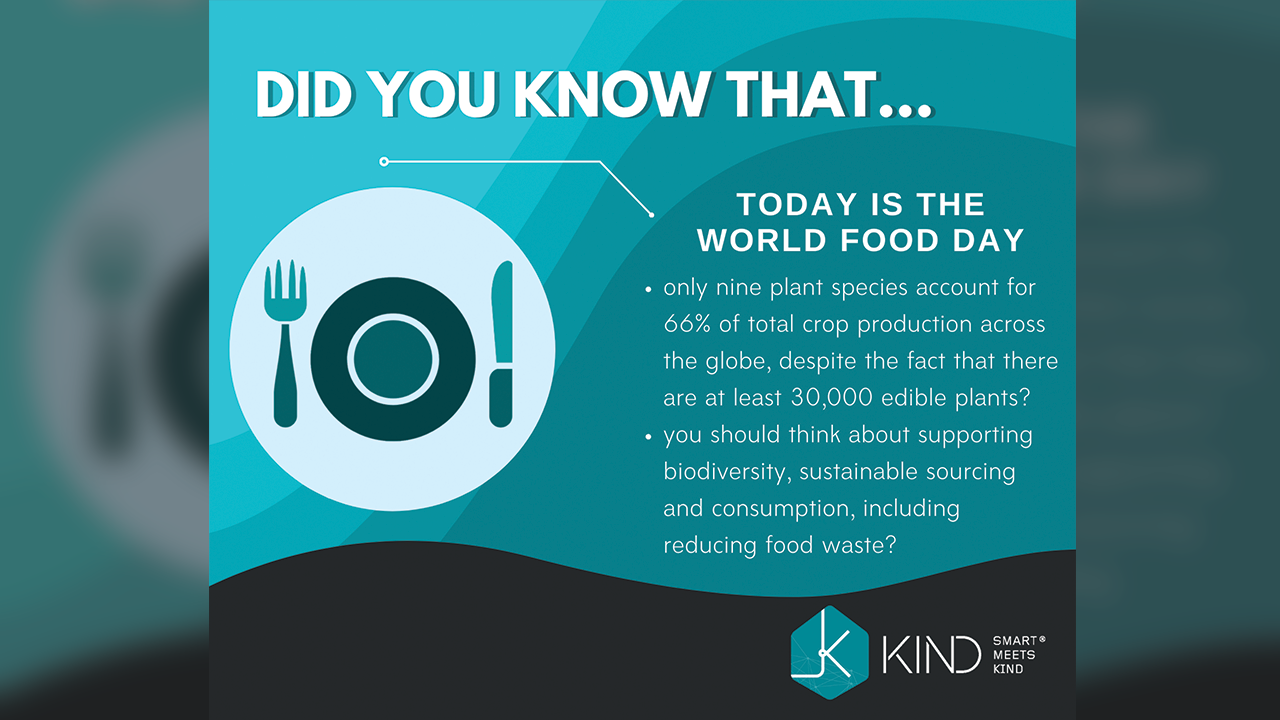 DID YOU KNOW THAT...
TODAY IS THE
WORLD FOOD DAY
• only nine plant species account for
66% of total crop production across
the globe, despite the fact that there
are at least 30,000 edible plants?
• you should think about supporting
biodiversity, sustainable sourcing
and consumption, including
reducing food waste?
KIND
SMART®
MEETS
KIND